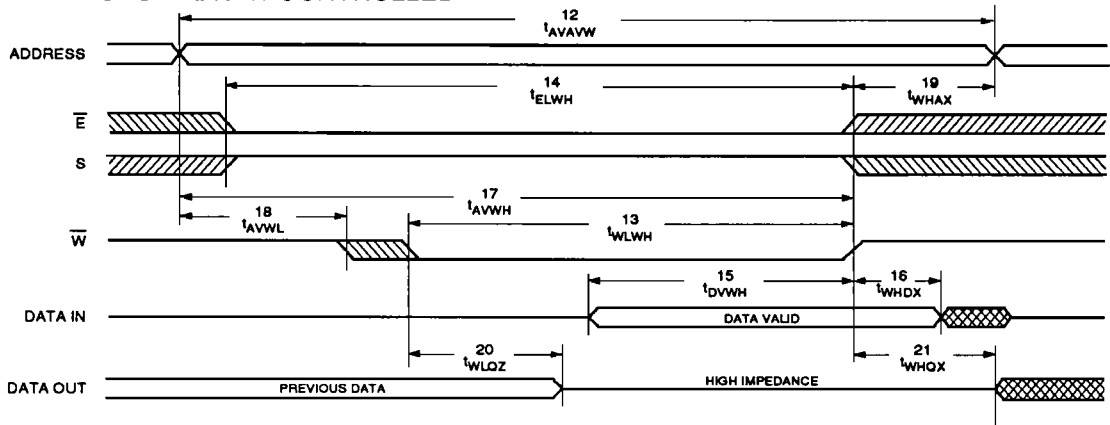 12
tAVAVW
ADDRESS
14
tELWH
19
tWHAX
E
S
17
tAVWH
18
tAVWL
13
tWLWH
W
15
tDVWH
16
tWHDX
DATA IN
DATA VALID
20
tWLQZ
21
tWHQX
DATA OUT
PREVIOUS DATA
HIGH IMPEDANCE